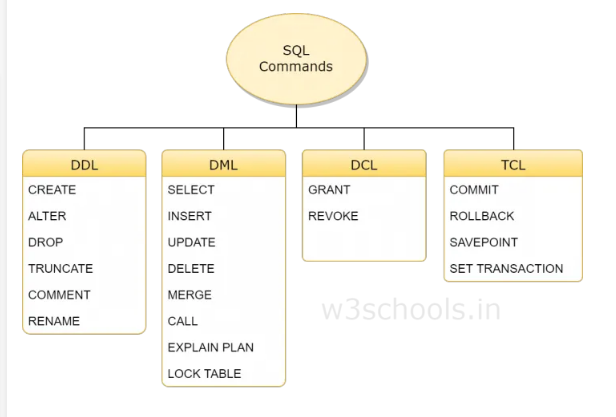 SQL
Commands
DDL
CREATE
ALTER
DROP
TRUNCATE
COMMENT
RENAME
DML
SELECT
INSERT
UPDATE
DELETE
MERGE
CALL
EXPLAIN PLAN
LOCK TABLE
DCL
GRANT
REVOKE
TCL
COMMIT
ROLLBACK
SAVEPOINT
SET TRANSACTION
w3schools.in